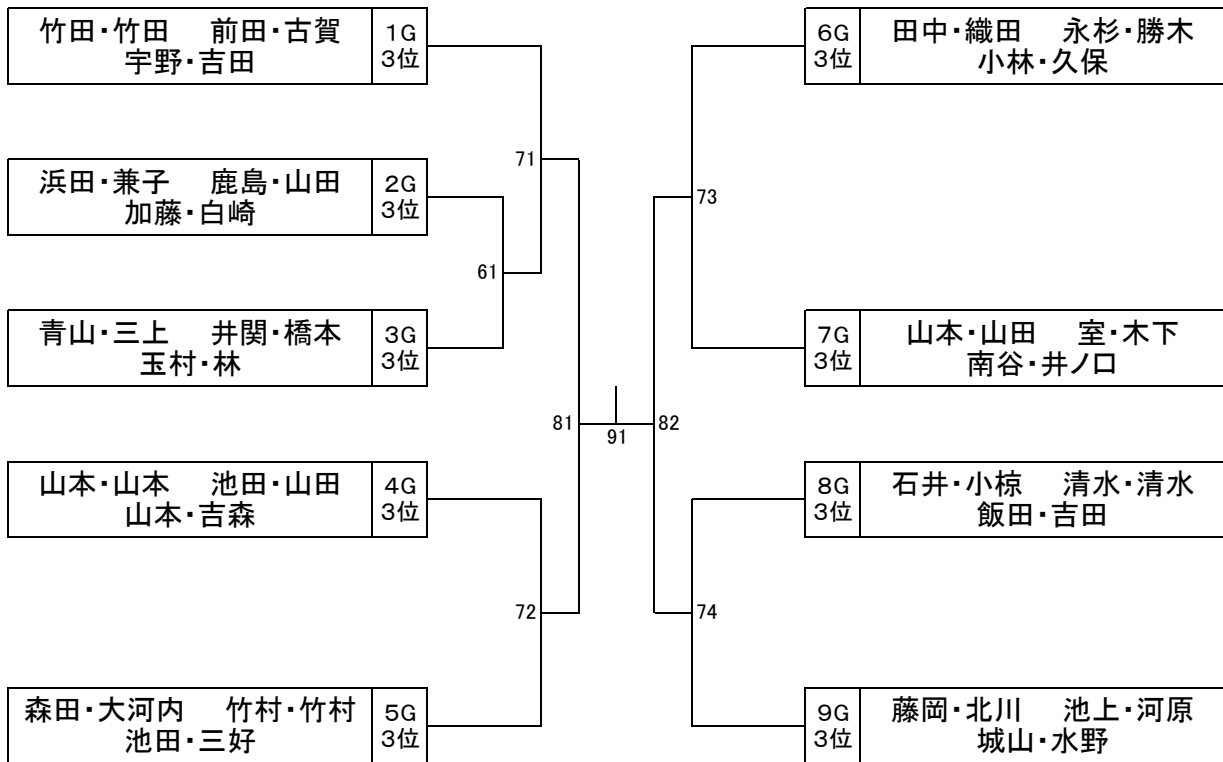 竹田・竹田　前田・古賀
宇野・吉田
1G
3位
浜田・兼子　鹿島・山田
加藤・白崎
2G
3位
青山・三上　井関・橋本
玉村・林
3G
3位
山本・山本　池田・山田
山本・吉森
4G
3位
森田・大河内　竹村・竹村
池田・三好
5G
3位
71
61
81
72
91
6G
3位
田中・織田　永杉・勝木
小林・久保
7G
3位
山本・山田　室・木下
南谷・井ノ口
8G
3位
石井・小椋　清水・清水
飯田・吉田
9G
3位
藤岡・北川　池上・河原
城山・水野
73
82
74